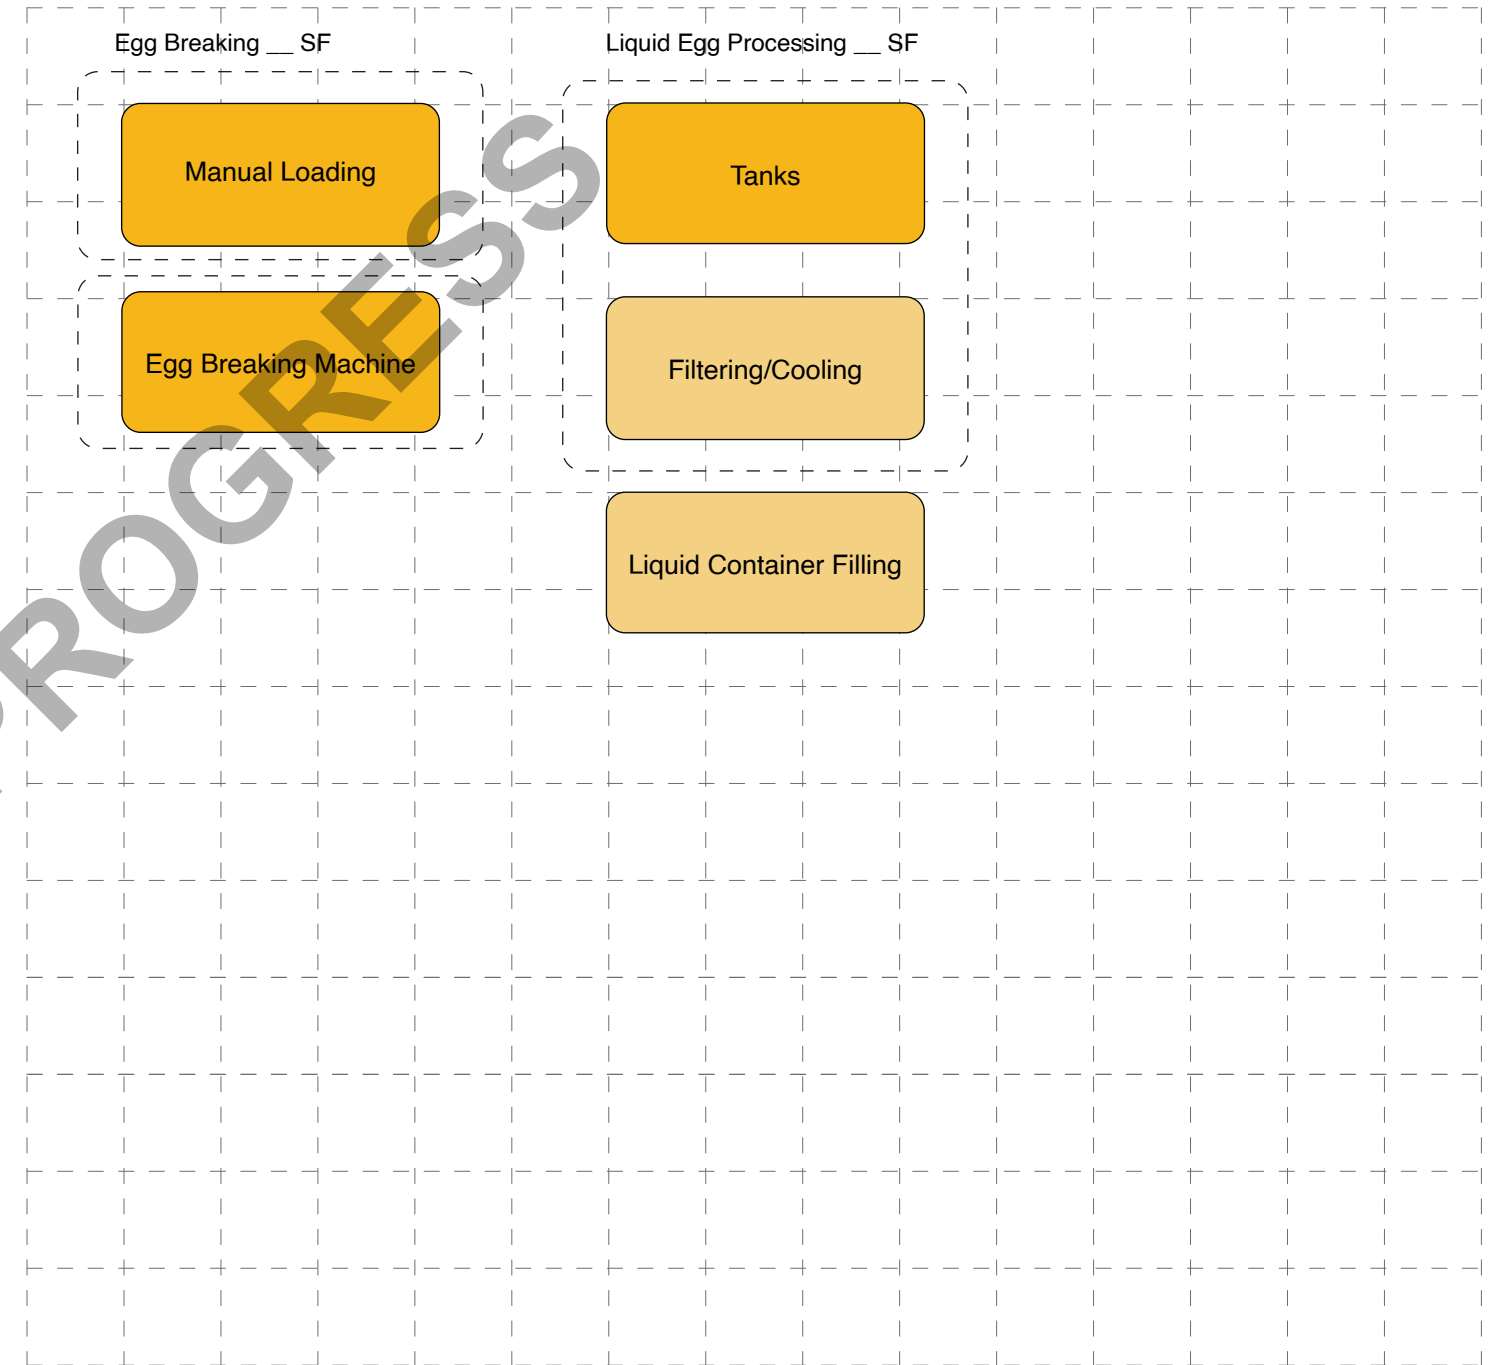 Egg Breaking __ SF
Manual Loading
Egg Breaking Machine
Liquid Egg Processing __ SF
Tanks
Filtering/Cooling
Liquid Container Filling
PROGRESS